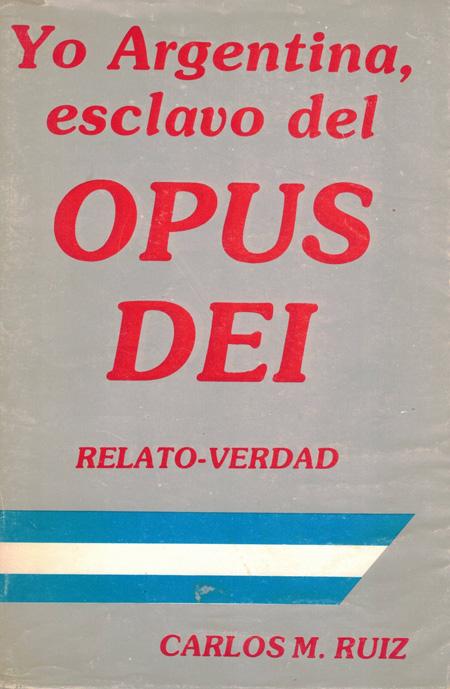 Yo Argentina,
esclavo del
OPUS
DEI
RELATO-VERDAD
CARLOS M. RUIZ